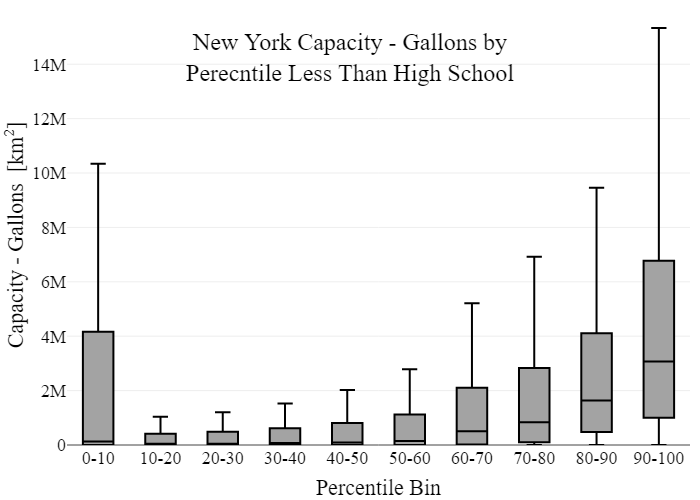 New York Capacity - Gallons by
Perecntile Less Than High School
Capacity - Gallons [km²]
14M
12M
10M
8M
6M
4M
2M
0
0-10 10-20 20-30 30-40 40-50 50-60 60-70 70-80 80-90 90-100
Percentile Bin